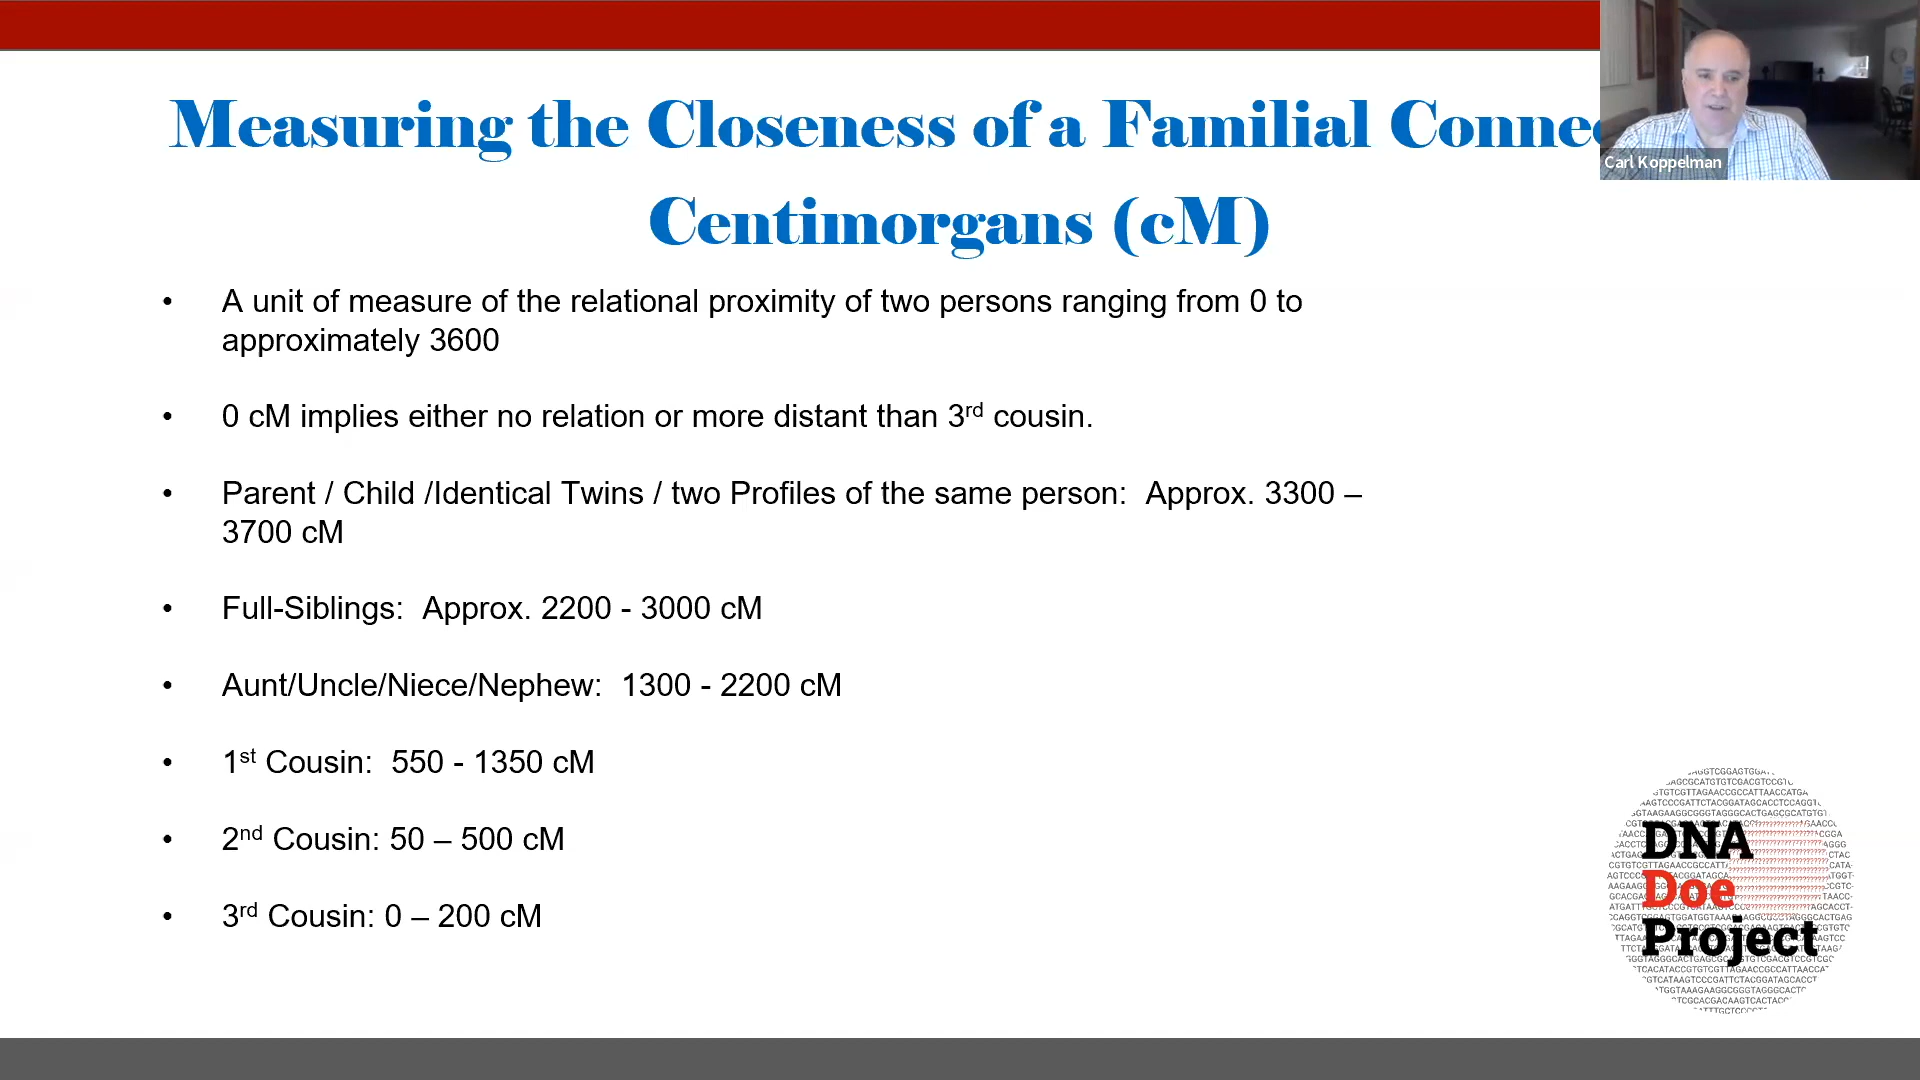 Measuring the Closeness of a Familial Conne
Carl Koppelman
Centimorgans (cM)
• A unit of measure of the relational proximity of two persons ranging from 0 to
approximately 3600
• 0 cM implies either no relation or more distant than 3rd cousin.
• Parent / Child /Identical Twins / two Profiles of the same person: Approx. 3300 –
3700 cM
• Full-Siblings: Approx. 2200 - 3000 cM
• Aunt/Uncle/Niece/Nephew: 1300 - 2200 cM
• 1st Cousin: 550 - 1350 cM
• 2nd Cousin: 50 – 500 cM
• 3rd Cousin: 0 – 200 cM
DNA
Doe
Project